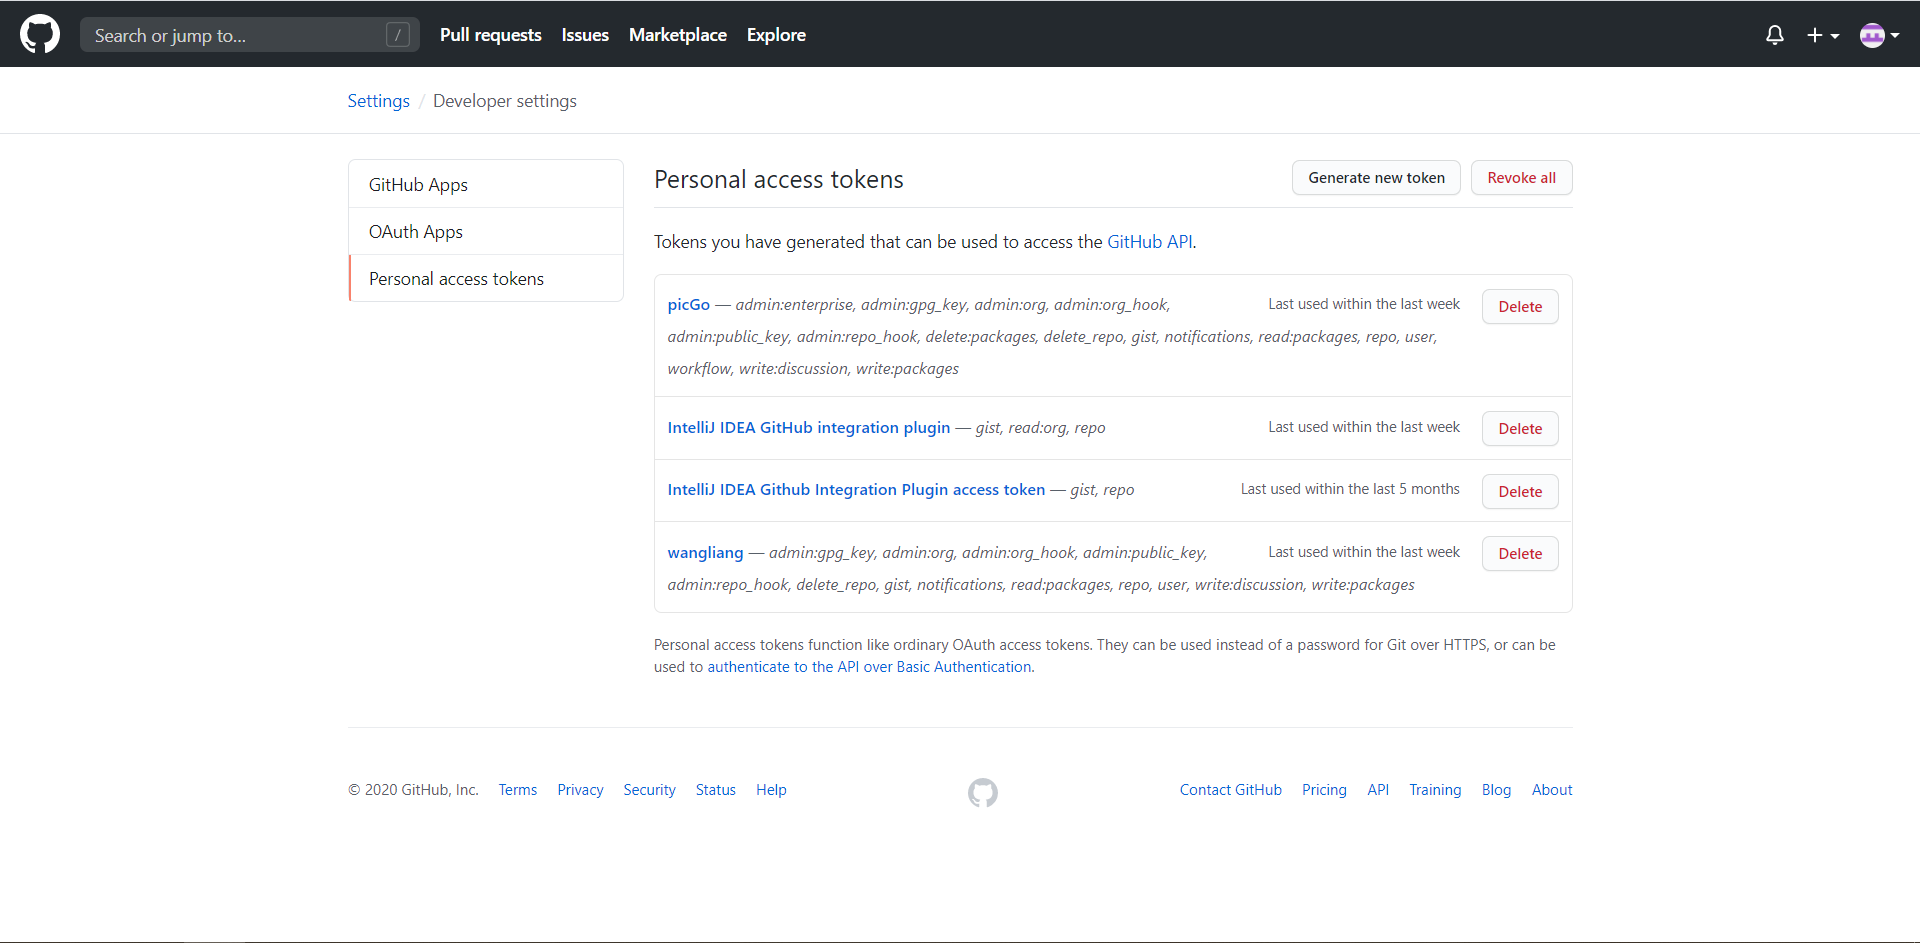 Search or jump to...
/
Pull requests Issues Marketplace Explore
Settings / Developer settings
GitHub Apps
OAuth Apps
Personal access tokens
Personal access tokens
Generate new token
Revoke all
Tokens you have generated that can be used to access the GitHub API.
picGo — admin:enterprise, admin:gpg_key, admin:org, admin:org_hook,
admin:public_key, admin:repo_hook, delete:packages, delete_repo, gist, notifications, read:packages, repo, user,
workflow, write:discussion, write:packages
Last used within the last week
Delete
IntelliJ IDEA GitHub integration plugin — gist, read:org, repo
Last used within the last week
Delete
IntelliJ IDEA Github Integration Plugin access token — gist, repo
Last used within the last 5 months
Delete
wangliang — admin:gpg_key, admin:org, admin:org_hook, admin:public_key,
admin:repo_hook, delete_repo, gist, notifications, read:packages, repo, user, write:discussion, write:packages
Last used within the last week
Delete
Personal access tokens function like ordinary OAuth access tokens. They can be used instead of a password for Git over HTTPS, or can be
used to authenticate to the API over Basic Authentication.
© 2020 GitHub, Inc. Terms Privacy Security Status Help
Contact GitHub Pricing API Training Blog About